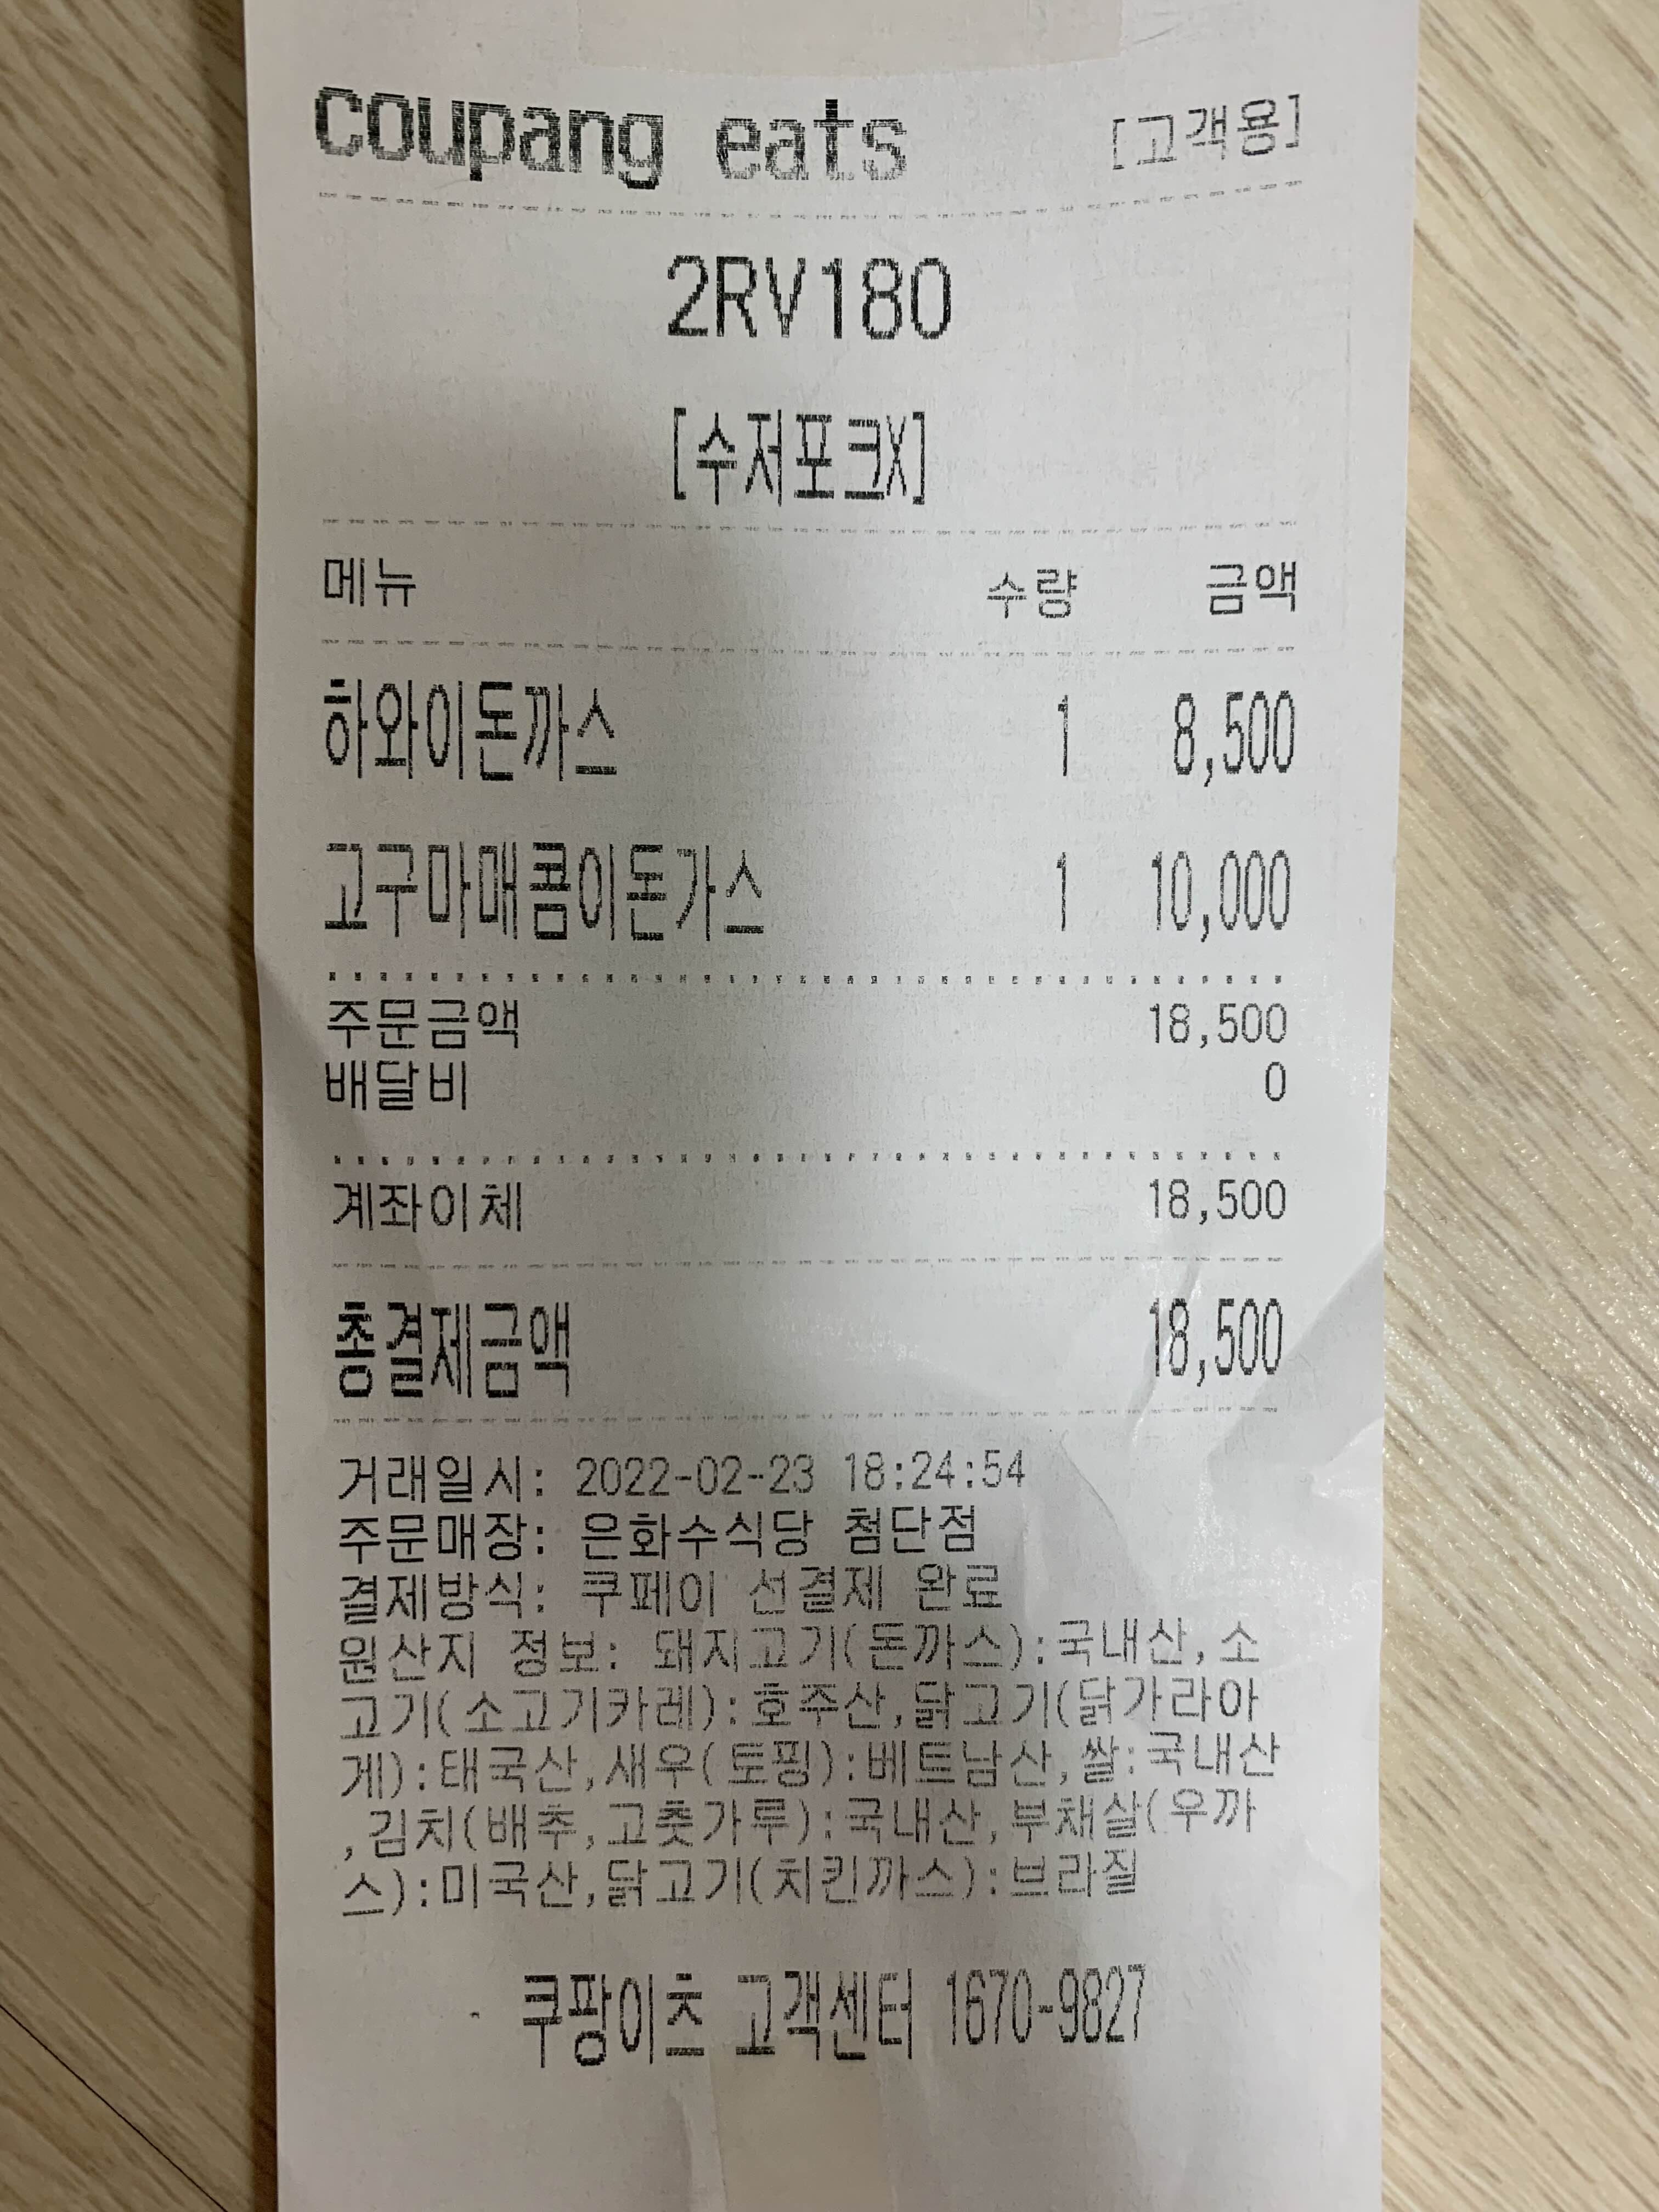 coupang eats [고객용]
2RV180
[수저포크X]
메뉴 수량 금액
하와이돈까스 1 8,500
고구마매콤이돈가스 1 10,000
주문금액 18,500
배달비 0
계좌이체 18,500
총결제금액 18,500
거래일시: 2022-02-23 18:24:54
주문매장: 은화수식당 첨단점
결제방식: 쿠페이 선결제 완료
원산지 정보: 돼지고기(돈까스):국내산,소
고기(소고기카레):호주산,닭고기(닭가라아
게):태국산,새우(토핑):베트남산,쌀:국내산
,김치(배추,고춧가루):국내산,부채살(우까
스):미국산,닭고기(치킨까스):브라질
쿠팡이츠 고객센터 1670-9827